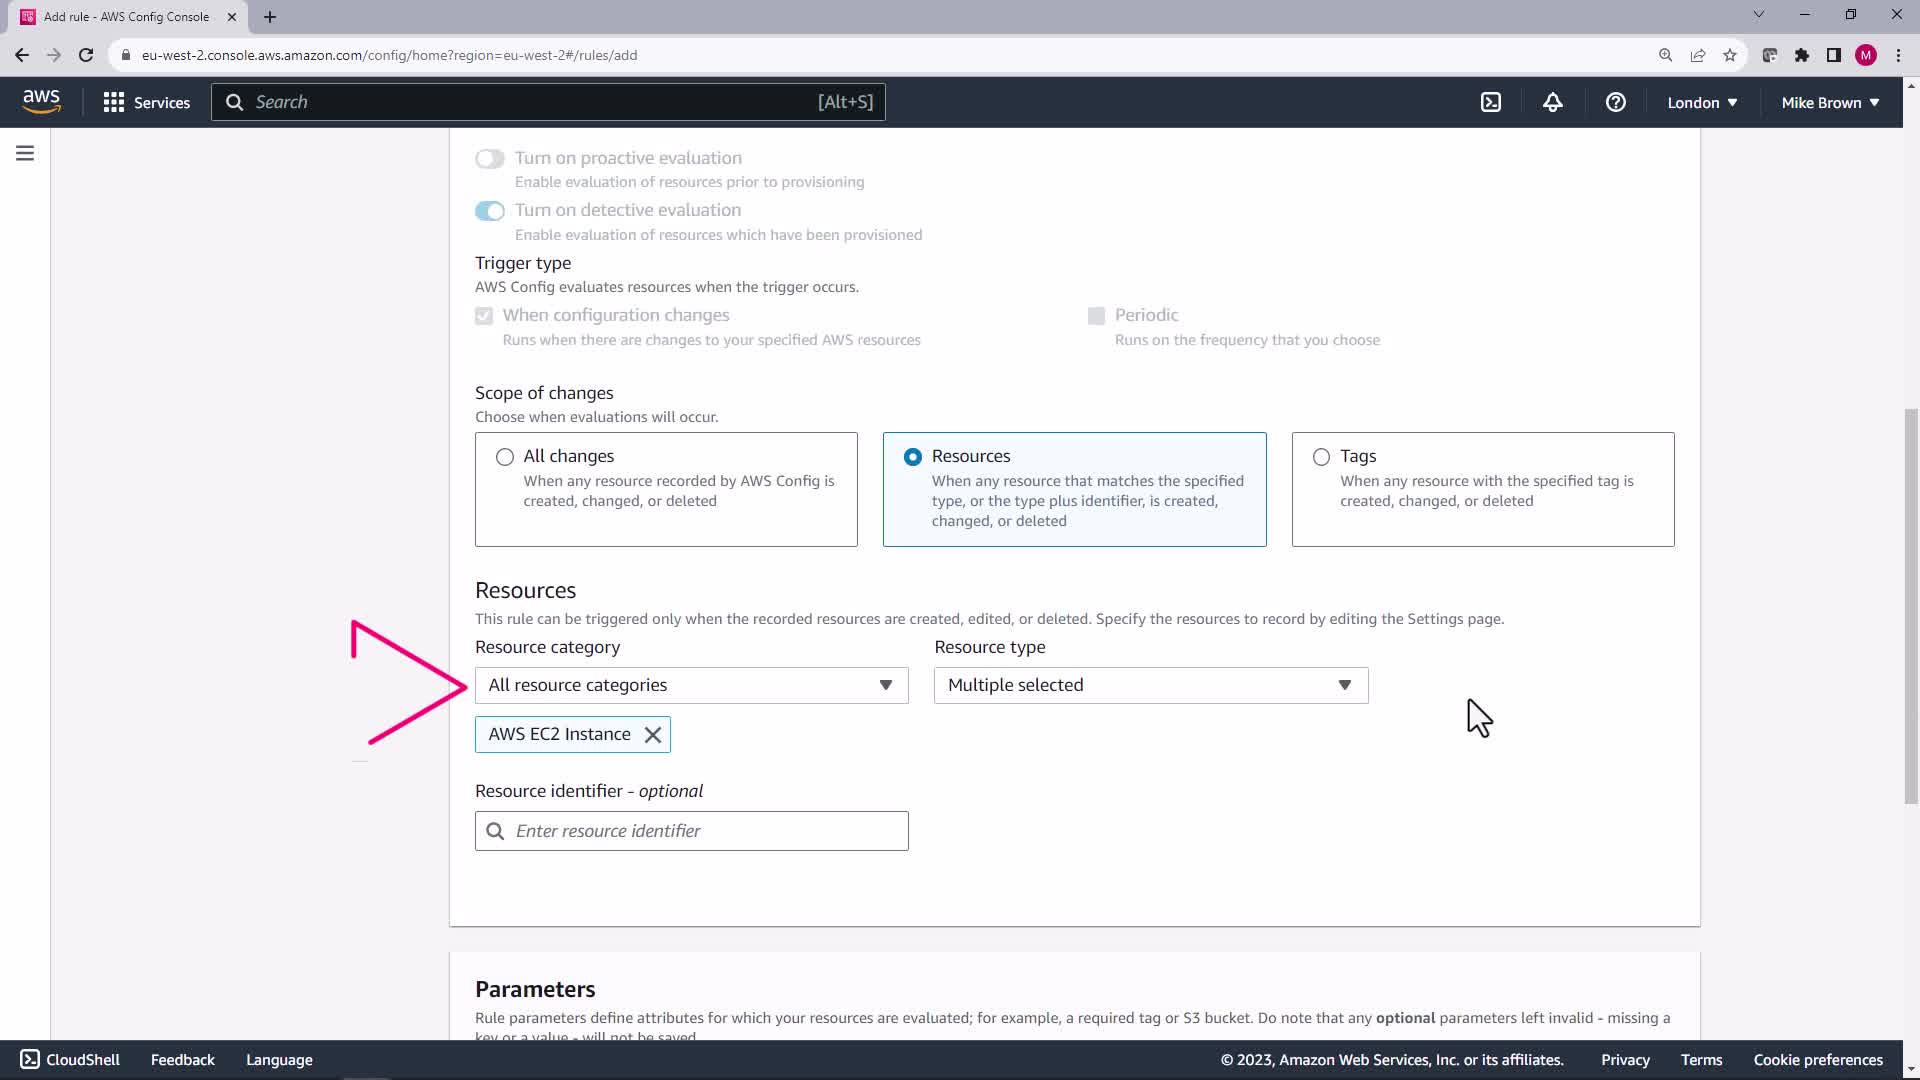 Add rule - AWS Config Console
eu-west-2.console.aws.amazon.com/config/home?region=eu-west-2#/rules/add
M
aws
Services
Search
[Alt+S]
London
Mike Brown
Turn on proactive evaluation
Enable evaluation of resources prior to provisioning
Turn on detective evaluation
Enable evaluation of resources which have been provisioned
Trigger type
AWS Config evaluates resources when the trigger occurs.
When configuration changes
Runs when there are changes to your specified AWS resources
Periodic
Runs on the frequency that you choose
Scope of changes
Choose when evaluations will occur.
All changes
When any resource recorded by AWS Config is
created, changed, or deleted
Resources
When any resource that matches the specified
type, or the type plus identifier, is created,
changed, or deleted
Tags
When any resource with the specified tag is
created, changed, or deleted
Resources
This rule can be triggered only when the recorded resources are created, edited, or deleted. Specify the resources to record by editing the Settings page.
Resource category
All resource categories
Resource type
Multiple selected
AWS EC2 Instance
Resource identifier - optional
Enter resource identifier
Parameters
Rule parameters define attributes for which your resources are evaluated; for example, a required tag or S3 bucket. Do note that any optional parameters left invalid - missing a
key or a value - will not be saved
CloudShell
Feedback
Language
© 2023, Amazon Web Services, Inc. or its affiliates.
Privacy
Terms
Cookie preferences